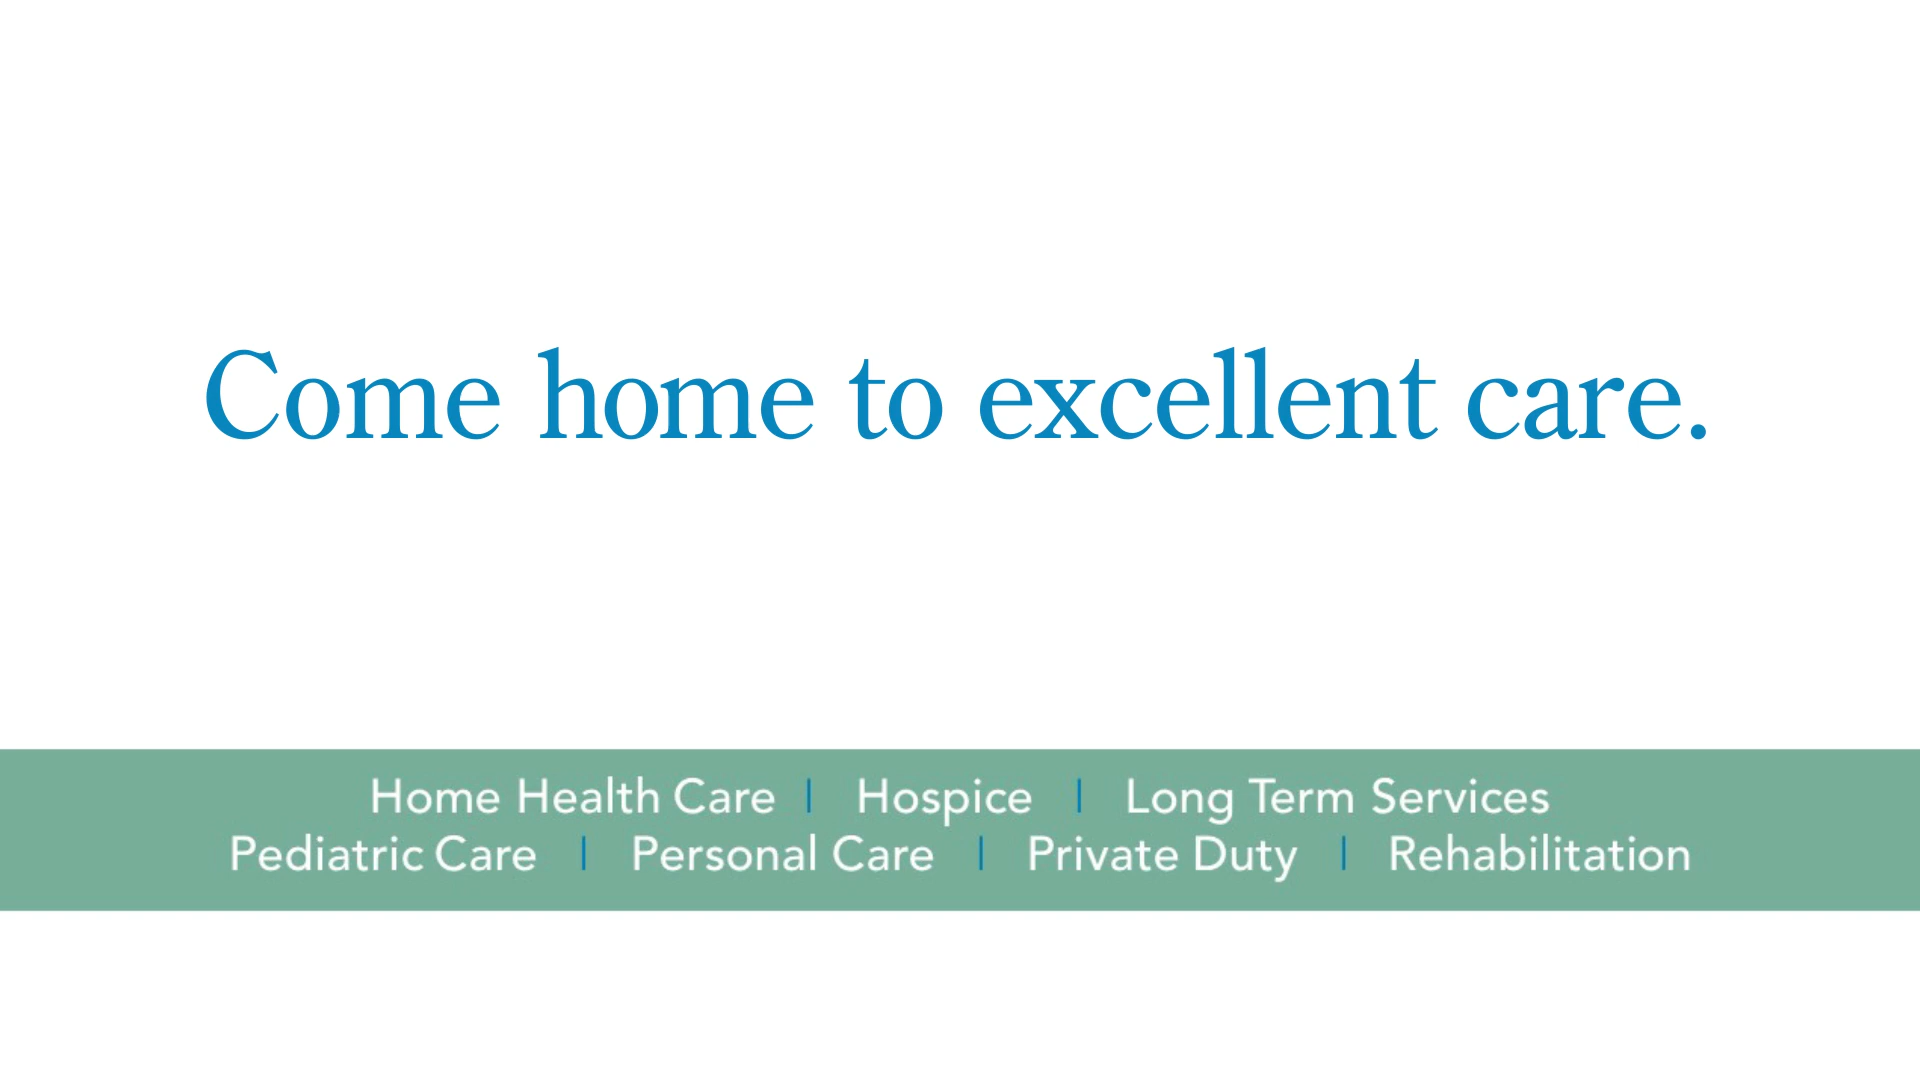 Come home to excellent care.
Home Health Care | Hospice | Long Term Services
Pediatric Care | Personal Care | Private Duty | Rehabilitation